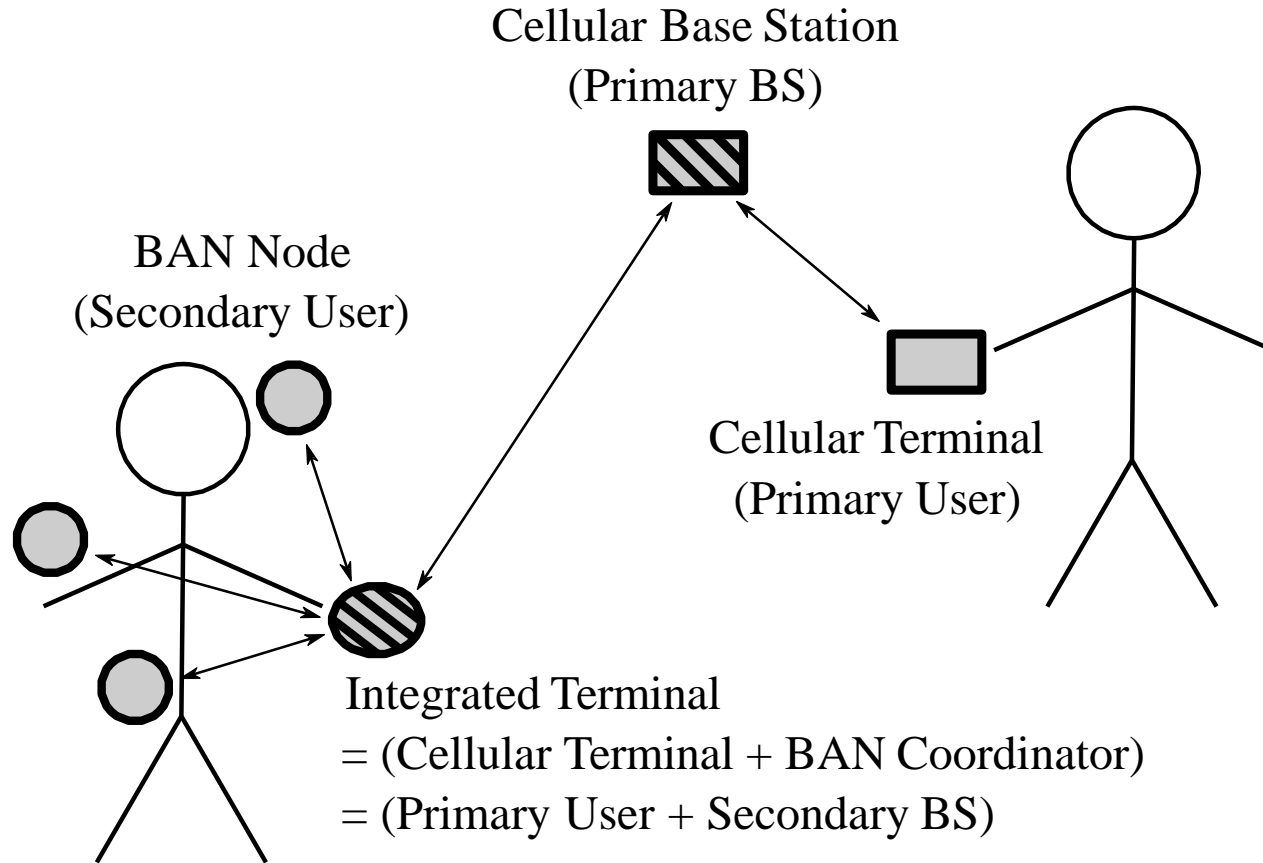 Cellular Base Station
(Primary BS)
BAN Node
(Secondary User)
Cellular Terminal
(Primary User)
Integrated Terminal
= (Cellular Terminal + BAN Coordinator)
= (Primary User + Secondary BS)